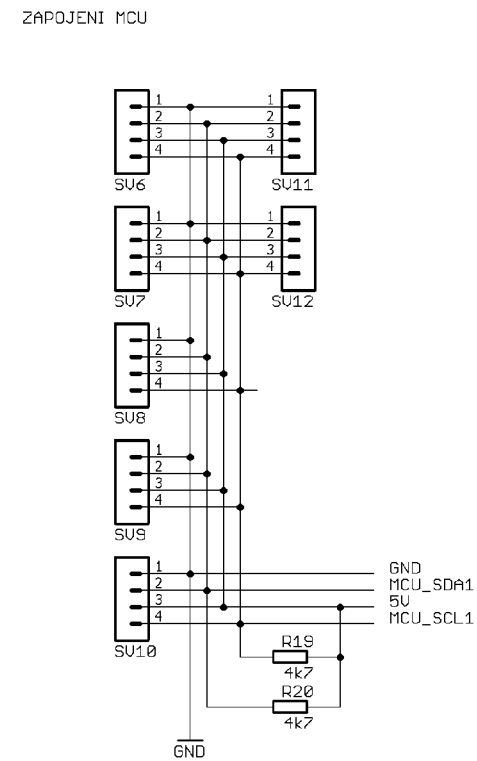 ZAPOJENI MCU
1 1
2 2
3 3
4 4
SV6 SV11
1 1
2 2
3 3
4 4
SV7 SV12
1
2
3
4
SV8
1
2
3
4
SV9
1 GND
2 MCU_SDA1
3 5V
4 MCU_SCL1
SV10
R19
4k7
R20
4k7
GND